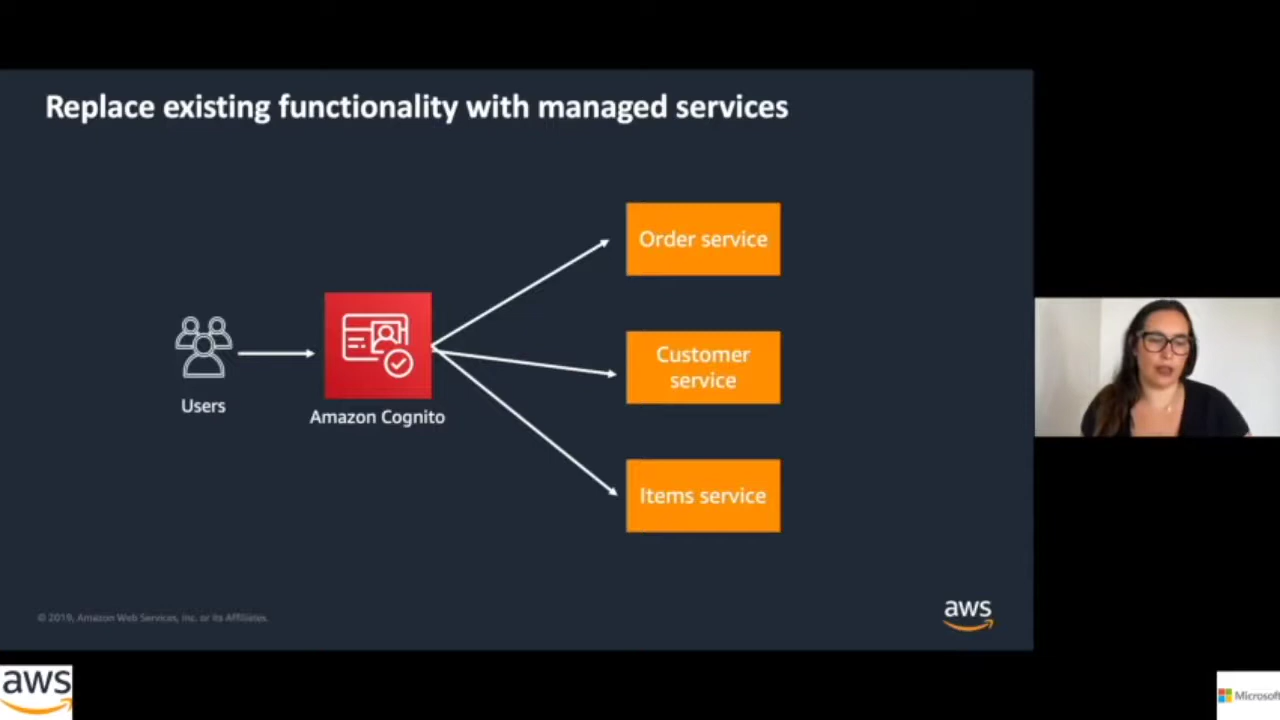 Replace existing functionality with managed services
Order service
Customer
service
Users
Amazon Cognito
Items service
© 2019, Amazon Web Services, Inc. or its Affiliates.
aws
aws
Microsoft